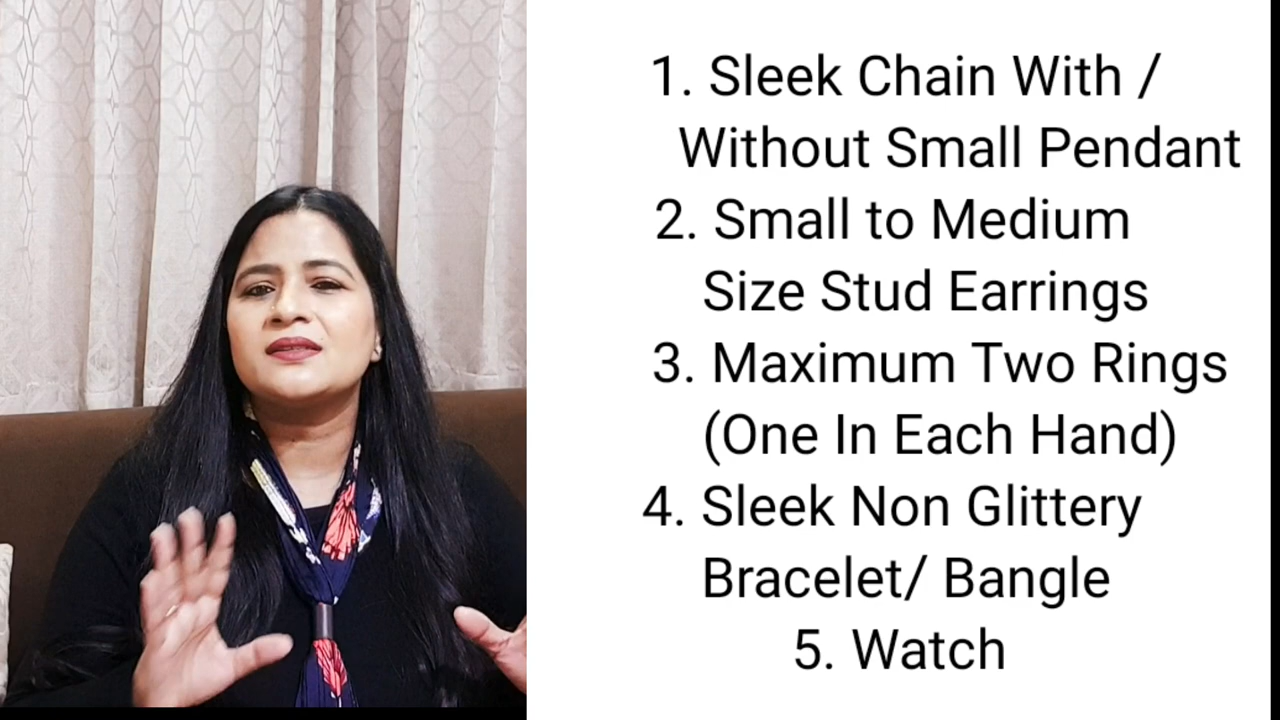 1. Sleek Chain With /
Without Small Pendant
2. Small to Medium
Size Stud Earrings
3. Maximum Two Rings
(One In Each Hand)
4. Sleek Non Glittery
Bracelet/ Bangle
5. Watch